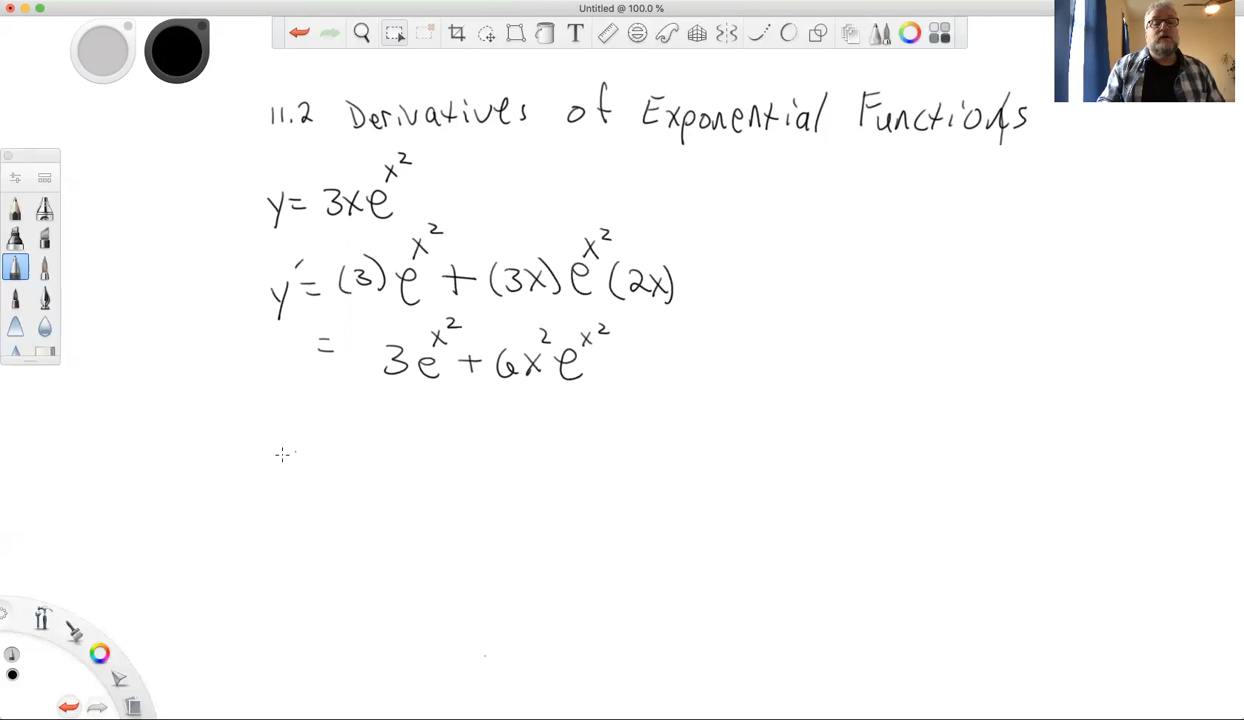 Untitled @ 100.0 %
11.2 Derivatives of Exponential Functions
y = 3xe^{x^2}
y' = (3)e^{x^2} + (3x)e^{x^2}(2x)
= 3e^{x^2} + 6x^2e^{x^2}